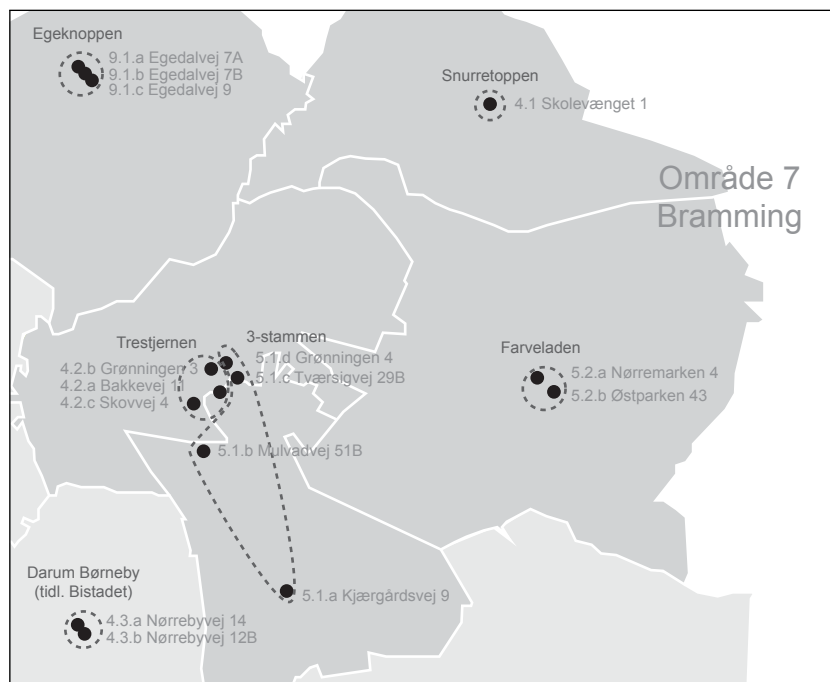 Egeknoppen
9.1.a Egedalvej 7A
9.1.b Egedalvej 7B
9.1.c Egedalvej 9
Snurretoppen
4.1 Skolevænget 1
Område 7
Bramming
Trestjernen
4.2.b Grønningen 3
4.2.a Bakkevej 11
4.2.c Skovvej 4
3-stammen
5.1.d Grønningen 4
5.1.c Tværsigvej 29B
5.1.b Mulvadvej 51B
5.1.a Kjærgårdsvej 9
Farveladen
5.2.a Nørremarken 4
5.2.b Østparken 43
Darum Børneby
(tidl. Bistadet)
4.3.a Nørrebyvej 14
4.3.b Nørrebyvej 12B